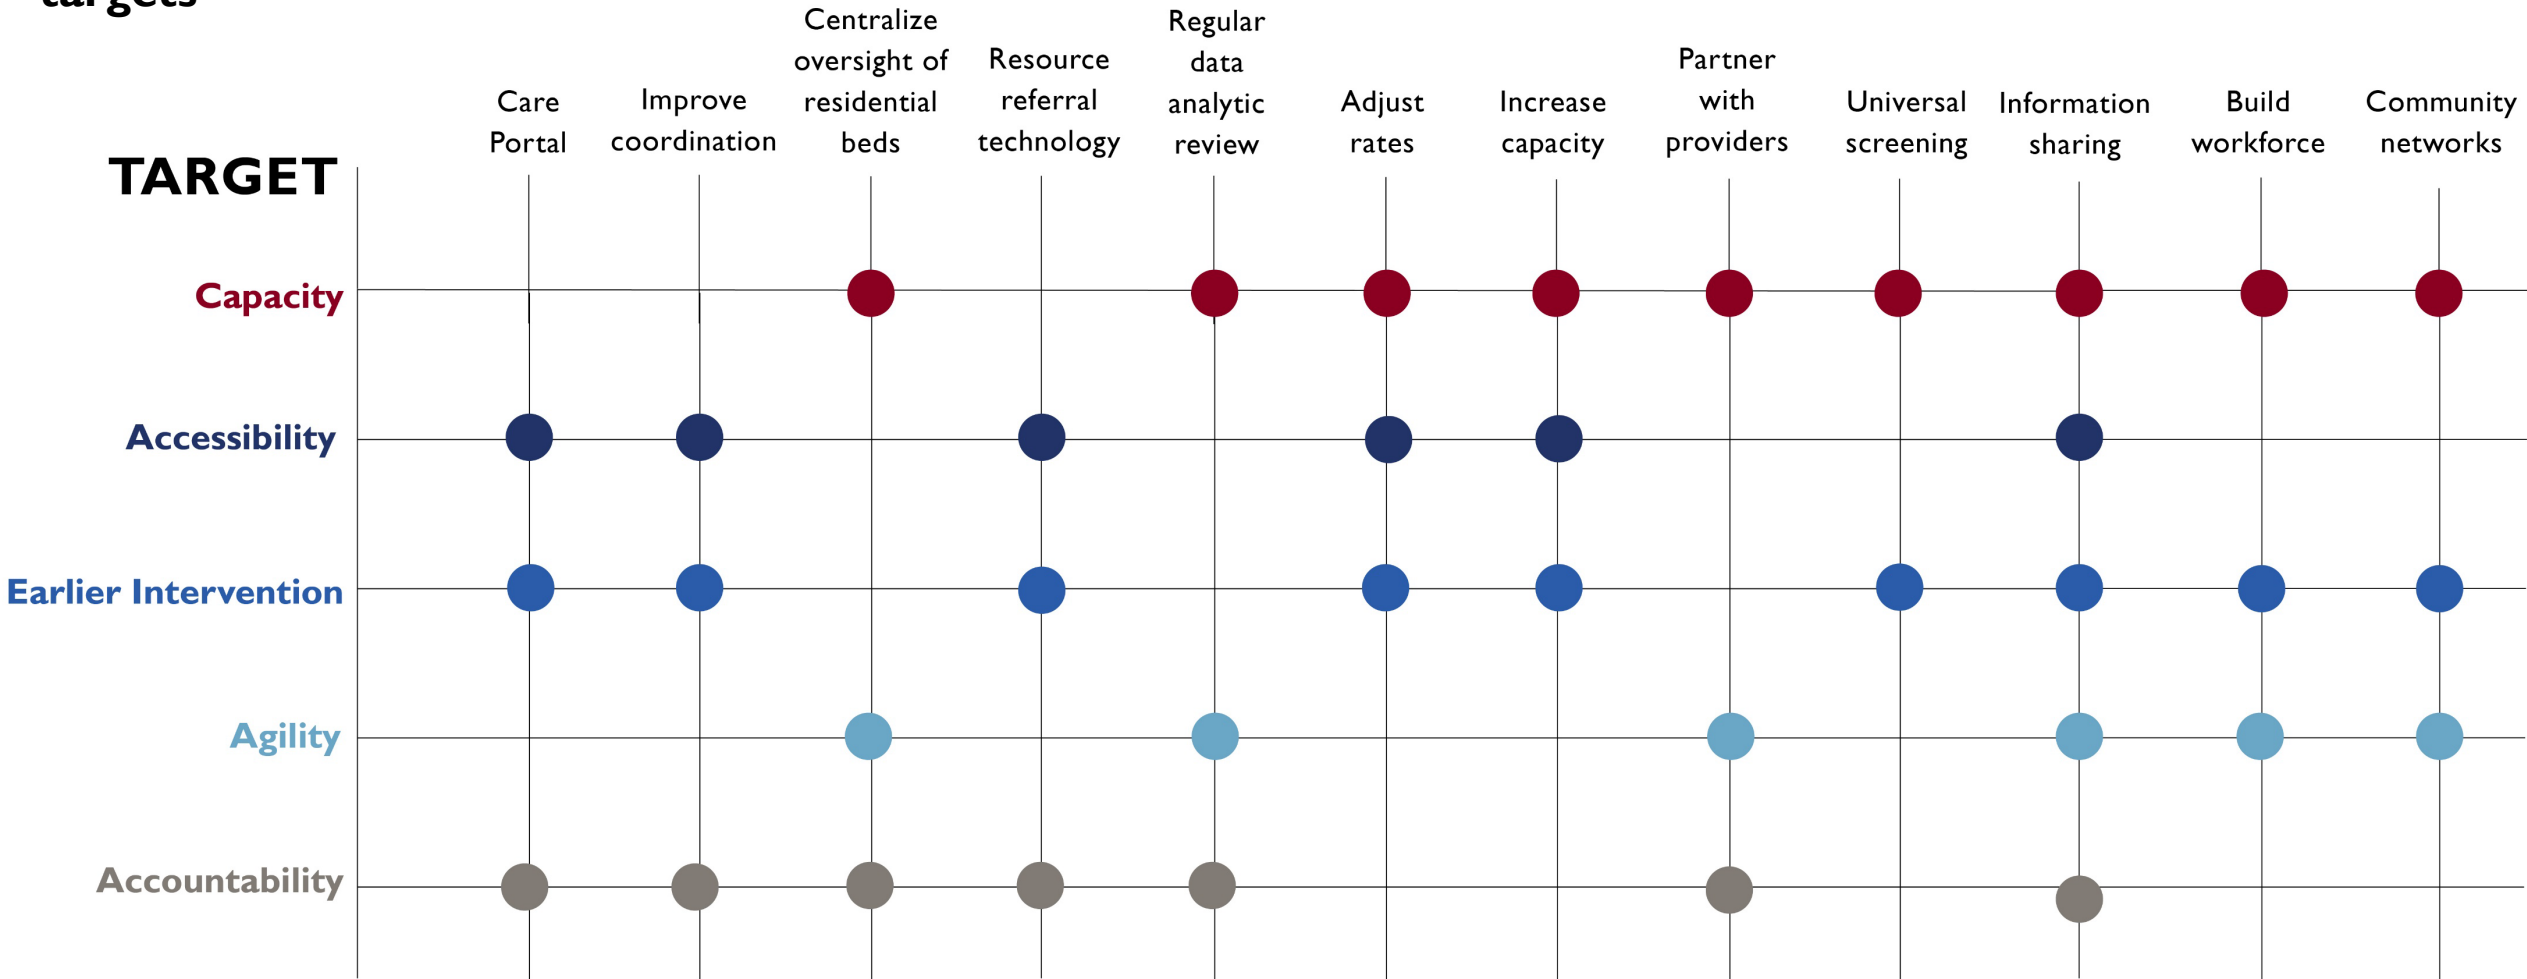 targets
Care
Portal
Improve
coordination
Centralize
oversight of
residential
beds
Resource
referral
technology
Regular
data
analytic
review
Adjust
rates
Increase
capacity
Partner
with
providers
Universal
screening
Information
sharing
Build
workforce
Community
networks
TARGET
Capacity
Accessibility
Earlier Intervention
Agility
Accountability